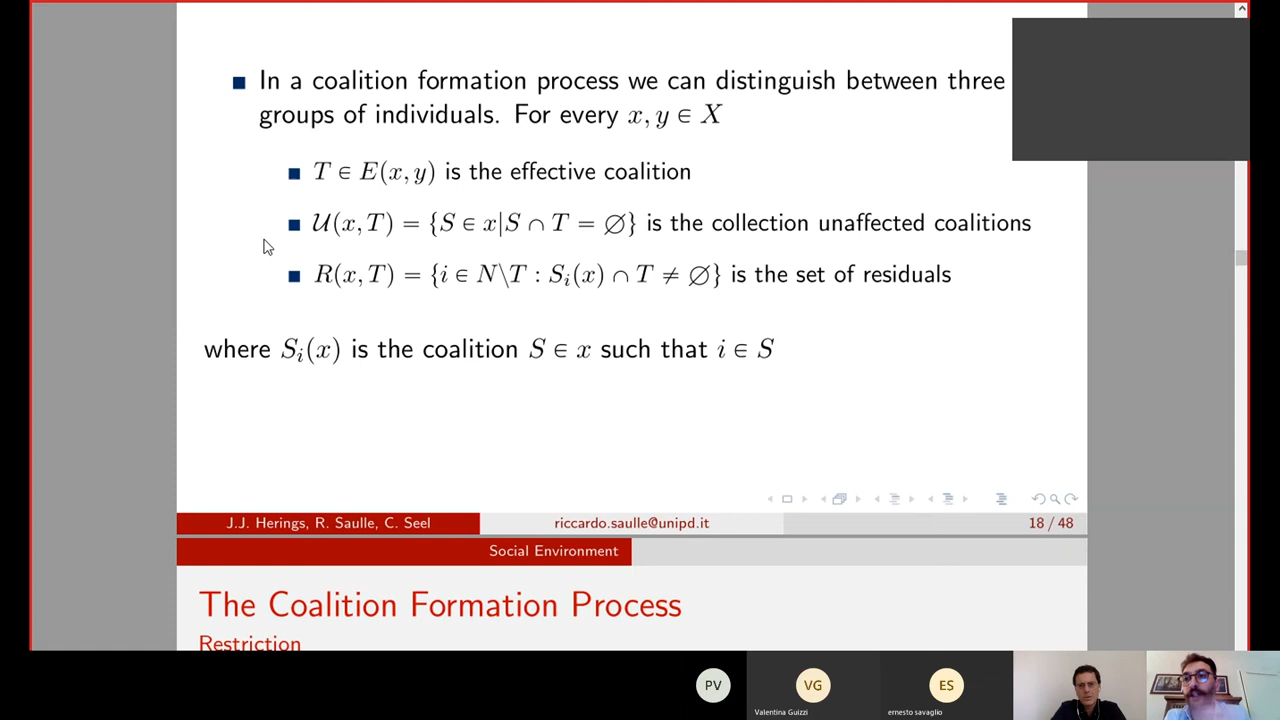 In a coalition formation process we can distinguish between three
groups of individuals. For every x, y ∈ X
T ∈ E(x, y) is the effective coalition
𝒰(x, T) = {S ∈ x|S ∩ T = ∅} is the collection unaffected coalitions
R(x, T) = {i ∈ N\T : Sᵢ(x) ∩ T ≠ ∅} is the set of residuals
where Sᵢ(x) is the coalition S ∈ x such that i ∈ S
J.J. Herings, R. Saulle, C. Seel riccardo.saulle@unipd.it 18 / 48
Social Environment
The Coalition Formation Process
Restriction
PV VG ES
Valentina Guizzi ernesto savaglio